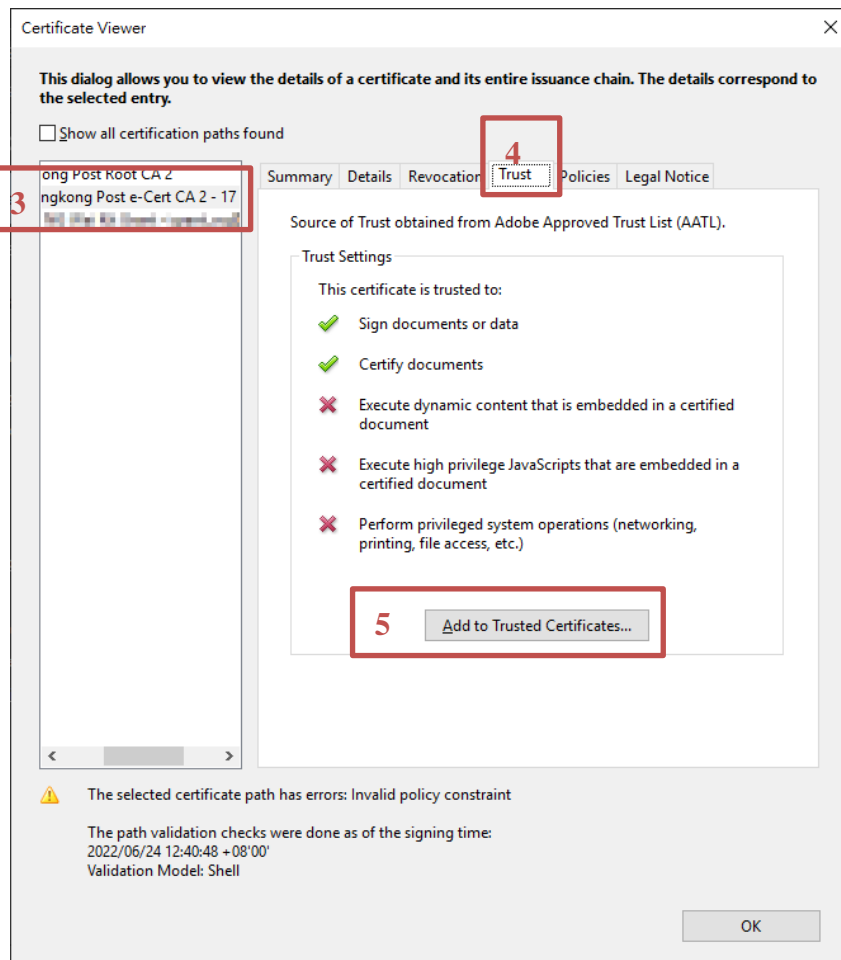 Certificate Viewer
This dialog allows you to view the details of a certificate and its entire issuance chain. The details correspond to
the selected entry.
Show all certification paths found
4
3
ong Post Root CA 2
ngkong Post e-Cert CA 2 - 17
Summary Details Revocation Trust Policies Legal Notice
Source of Trust obtained from Adobe Approved Trust List (AATL).
Trust Settings
This certificate is trusted to:
Sign documents or data
Certify documents
Execute dynamic content that is embedded in a certified
document
Execute high privilege JavaScripts that are embedded in a
certified document
Perform privileged system operations (networking,
printing, file access, etc.)
5
Add to Trusted Certificates...
The selected certificate path has errors: Invalid policy constraint
The path validation checks were done as of the signing time:
2022/06/24 12:40:48 +08'00'
Validation Model: Shell
OK